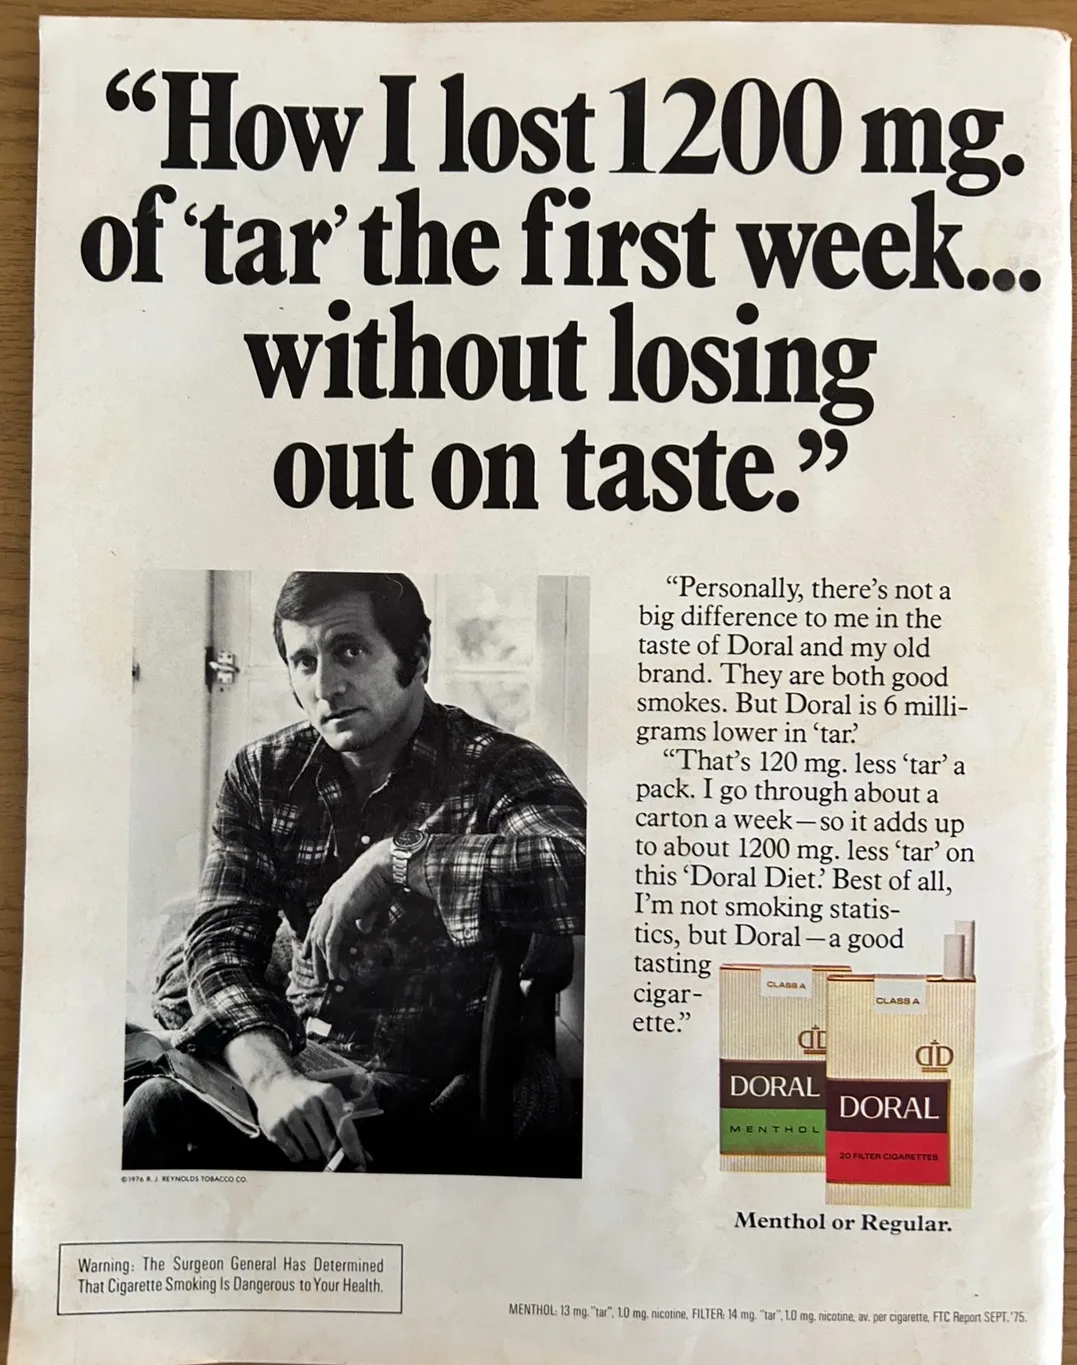 “How I lost 1200 mg.
of ‘tar’ the first week...
without losing
out on taste.”
“Personally, there’s not a
big difference to me in the
taste of Doral and my old
brand. They are both good
smokes. But Doral is 6 milli-
grams lower in ‘tar.’
“That’s 120 mg. less ‘tar’ a
pack. I go through about a
carton a week—so it adds up
to about 1200 mg. less ‘tar’ on
this ‘Doral Diet.’ Best of all,
I’m not smoking statis-
tics, but Doral—a good
tasting
cigar-
ette.”
CLASS A
DORAL
MENTHOL
CLASS A
DORAL
20 FILTER CIGARETTES
Menthol or Regular.
©1976 R. J. REYNOLDS TOBACCO CO.
Warning: The Surgeon General Has Determined
That Cigarette Smoking Is Dangerous to Your Health.
MENTHOL: 13 mg. "tar", 1.0 mg. nicotine, FILTER: 14 mg. "tar", 1.0 mg. nicotine, av. per cigarette, FTC Report SEPT. '75.